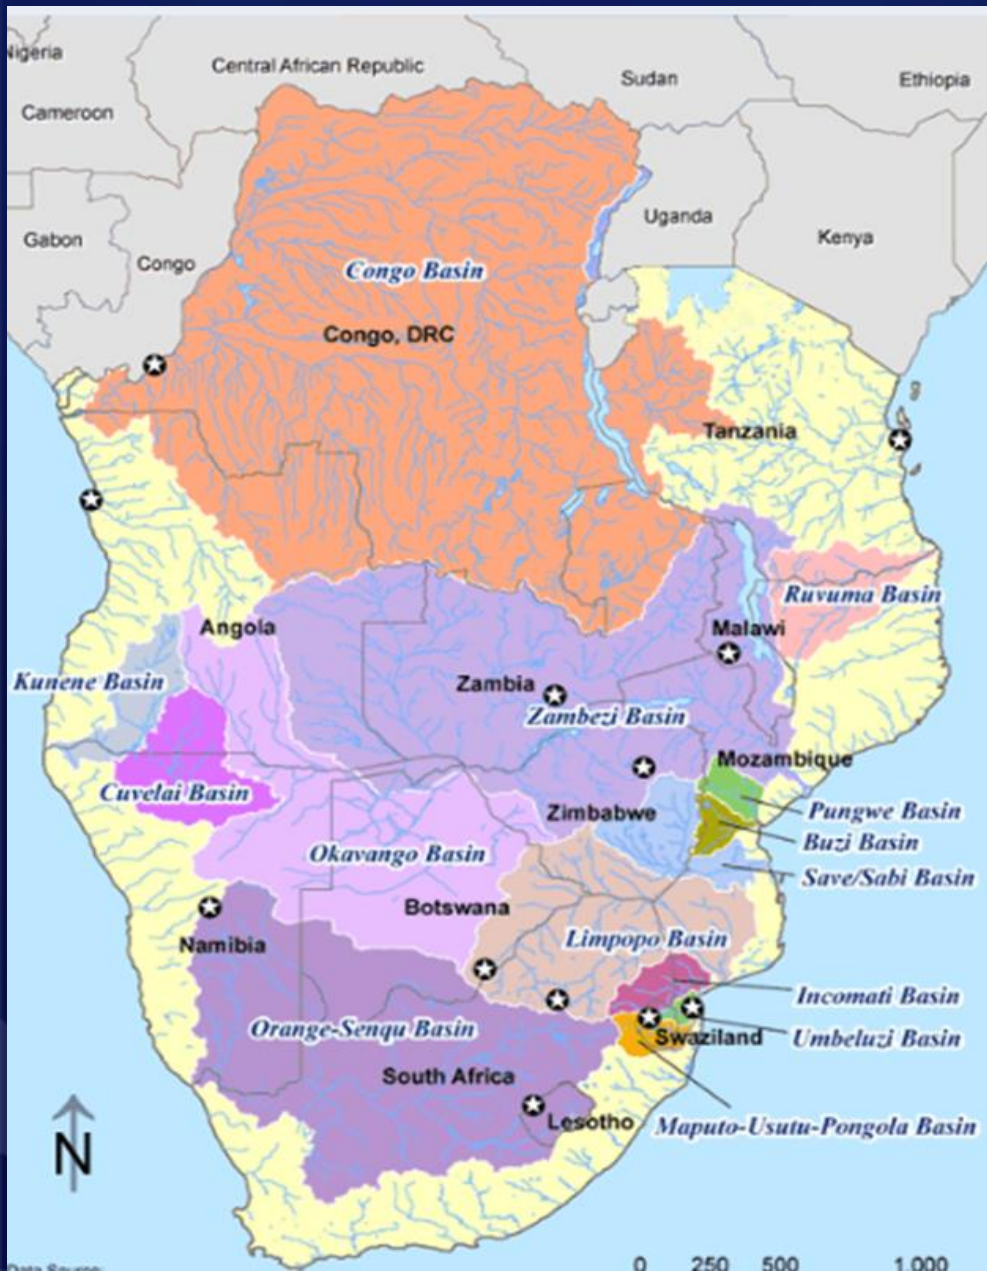 Nigeria
Central African Republic
Sudan
Ethiopia
Cameroon
Uganda
Gabon
Kenya
Congo
Congo Basin
Congo, DRC
Tanzania
Ruvuma Basin
Angola
Malawi
Kunene Basin
Zambia
Zambezi Basin
Mozambique
Cuvelai Basin
Zimbabwe
Pungwe Basin
Buzi Basin
Okavango Basin
Save/Sabi Basin
Botswana
Namibia
Limpopo Basin
Incomati Basin
Orange-Senqu Basin
Swaziland
Umbeluzi Basin
South Africa
Lesotho
Maputo-Usutu-Pongola Basin
N
Data Source:
0 250 500 1,000